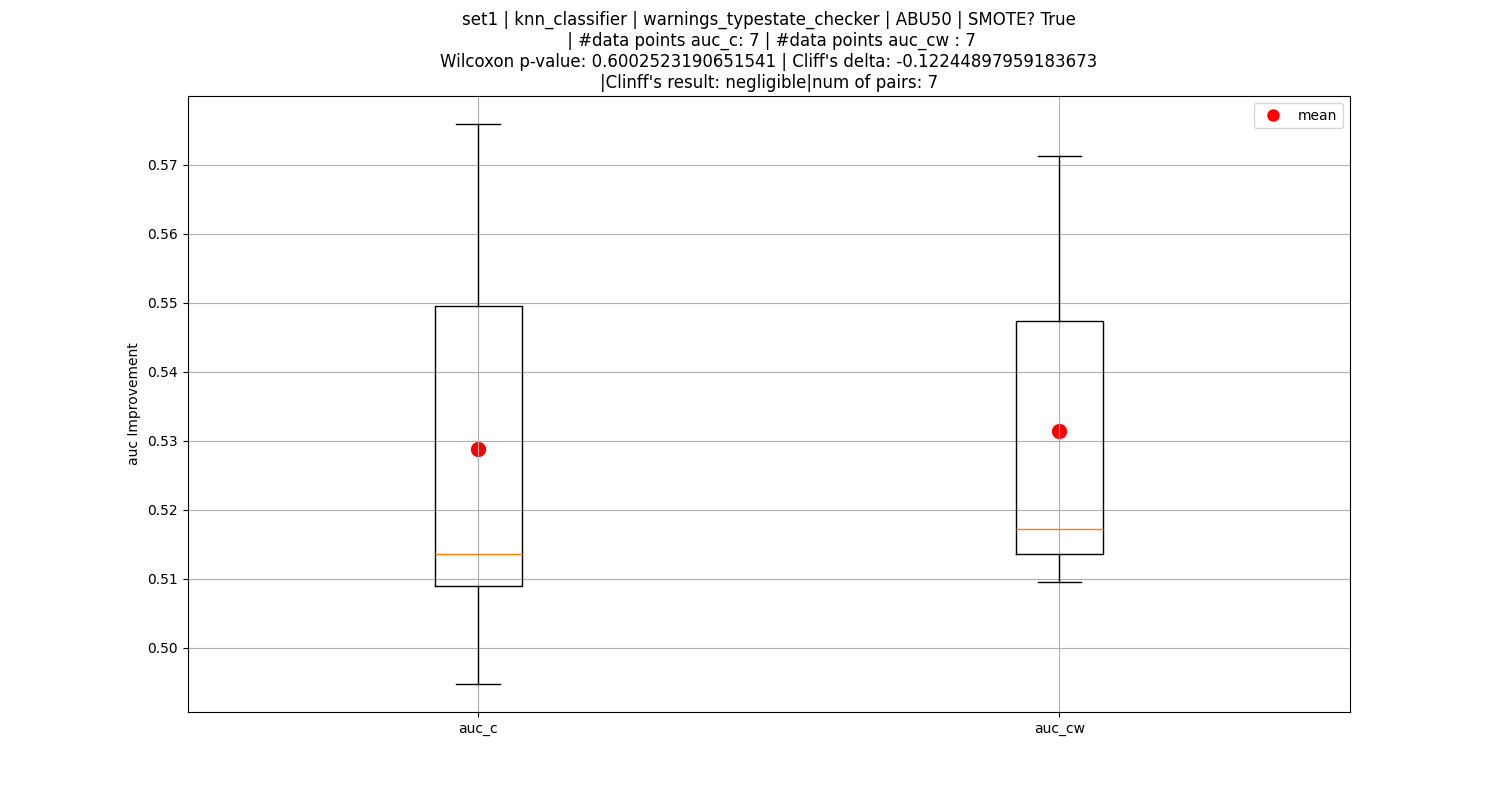 set1 | knn_classifier | warnings_typestate_checker | ABU50 | SMOTE? True
| #data points auc_c: 7 | #data points auc_cw : 7
Wilcoxon p-value: 0.6002523190651541 | Cliff's delta: -0.12244897959183673
|Clinff's result: negligible|num of pairs: 7
mean
0.57
0.56
0.55
0.54
0.53
0.52
0.51
0.50
auc Improvement
auc_c
auc_cw